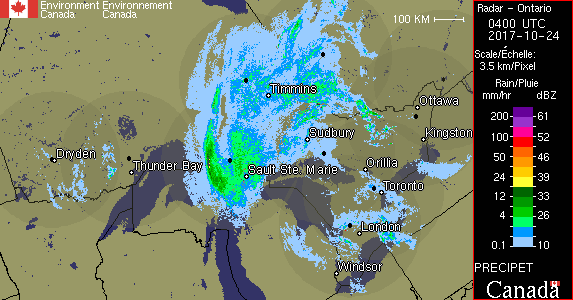 Environment Environnement
Canada Canada
100 KM
Timmins
Ottawa
Sudbury
Kingston
Dryden
Thunder Bay
Sault Ste. Marie
Orillia
Toronto
London
Windsor
Radar - Ontario
0400 UTC
2017-10-24
Scale/Échelle:
3.5 km/Pixel
Rain/Pluie
mm/hr dBZ
200 61
100 52
50 46
24 39
12 33
4 26
0.1 10
PRECIPET
Canada